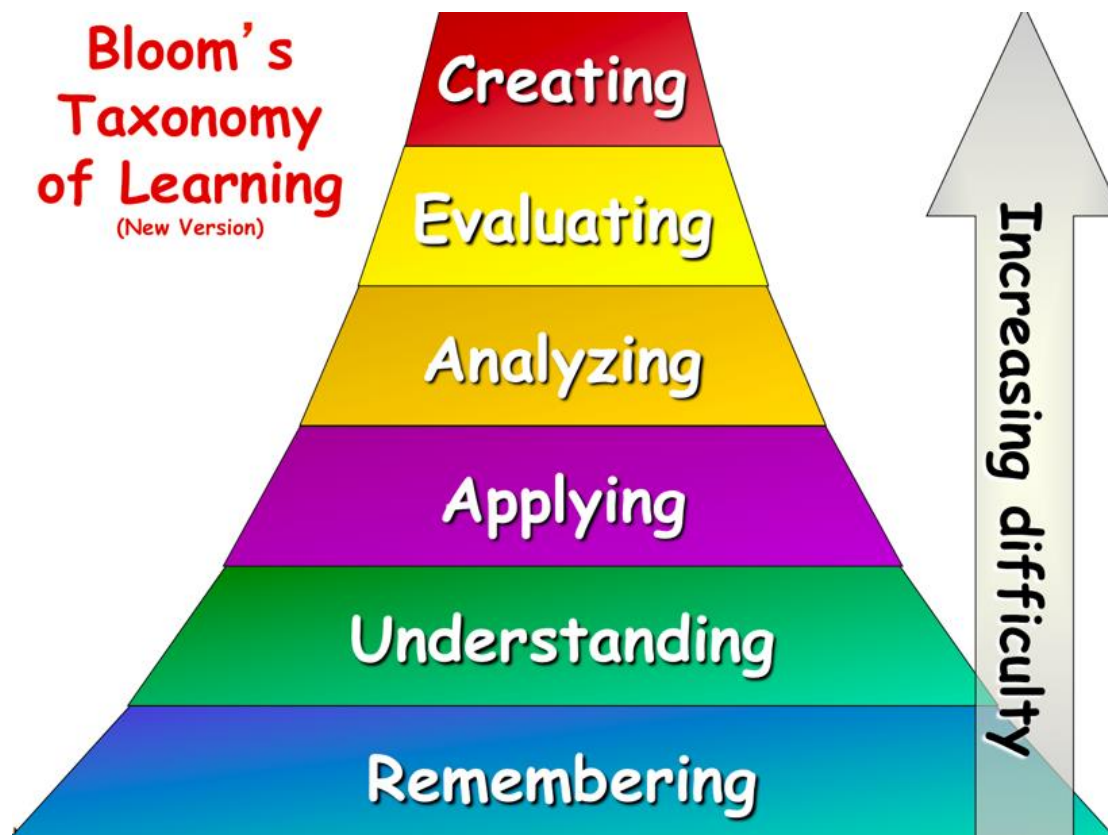 Bloom's
Taxonomy
of Learning
(New Version)
Creating
Evaluating
Analyzing
Applying
Understanding
Remembering
Increasing difficulty